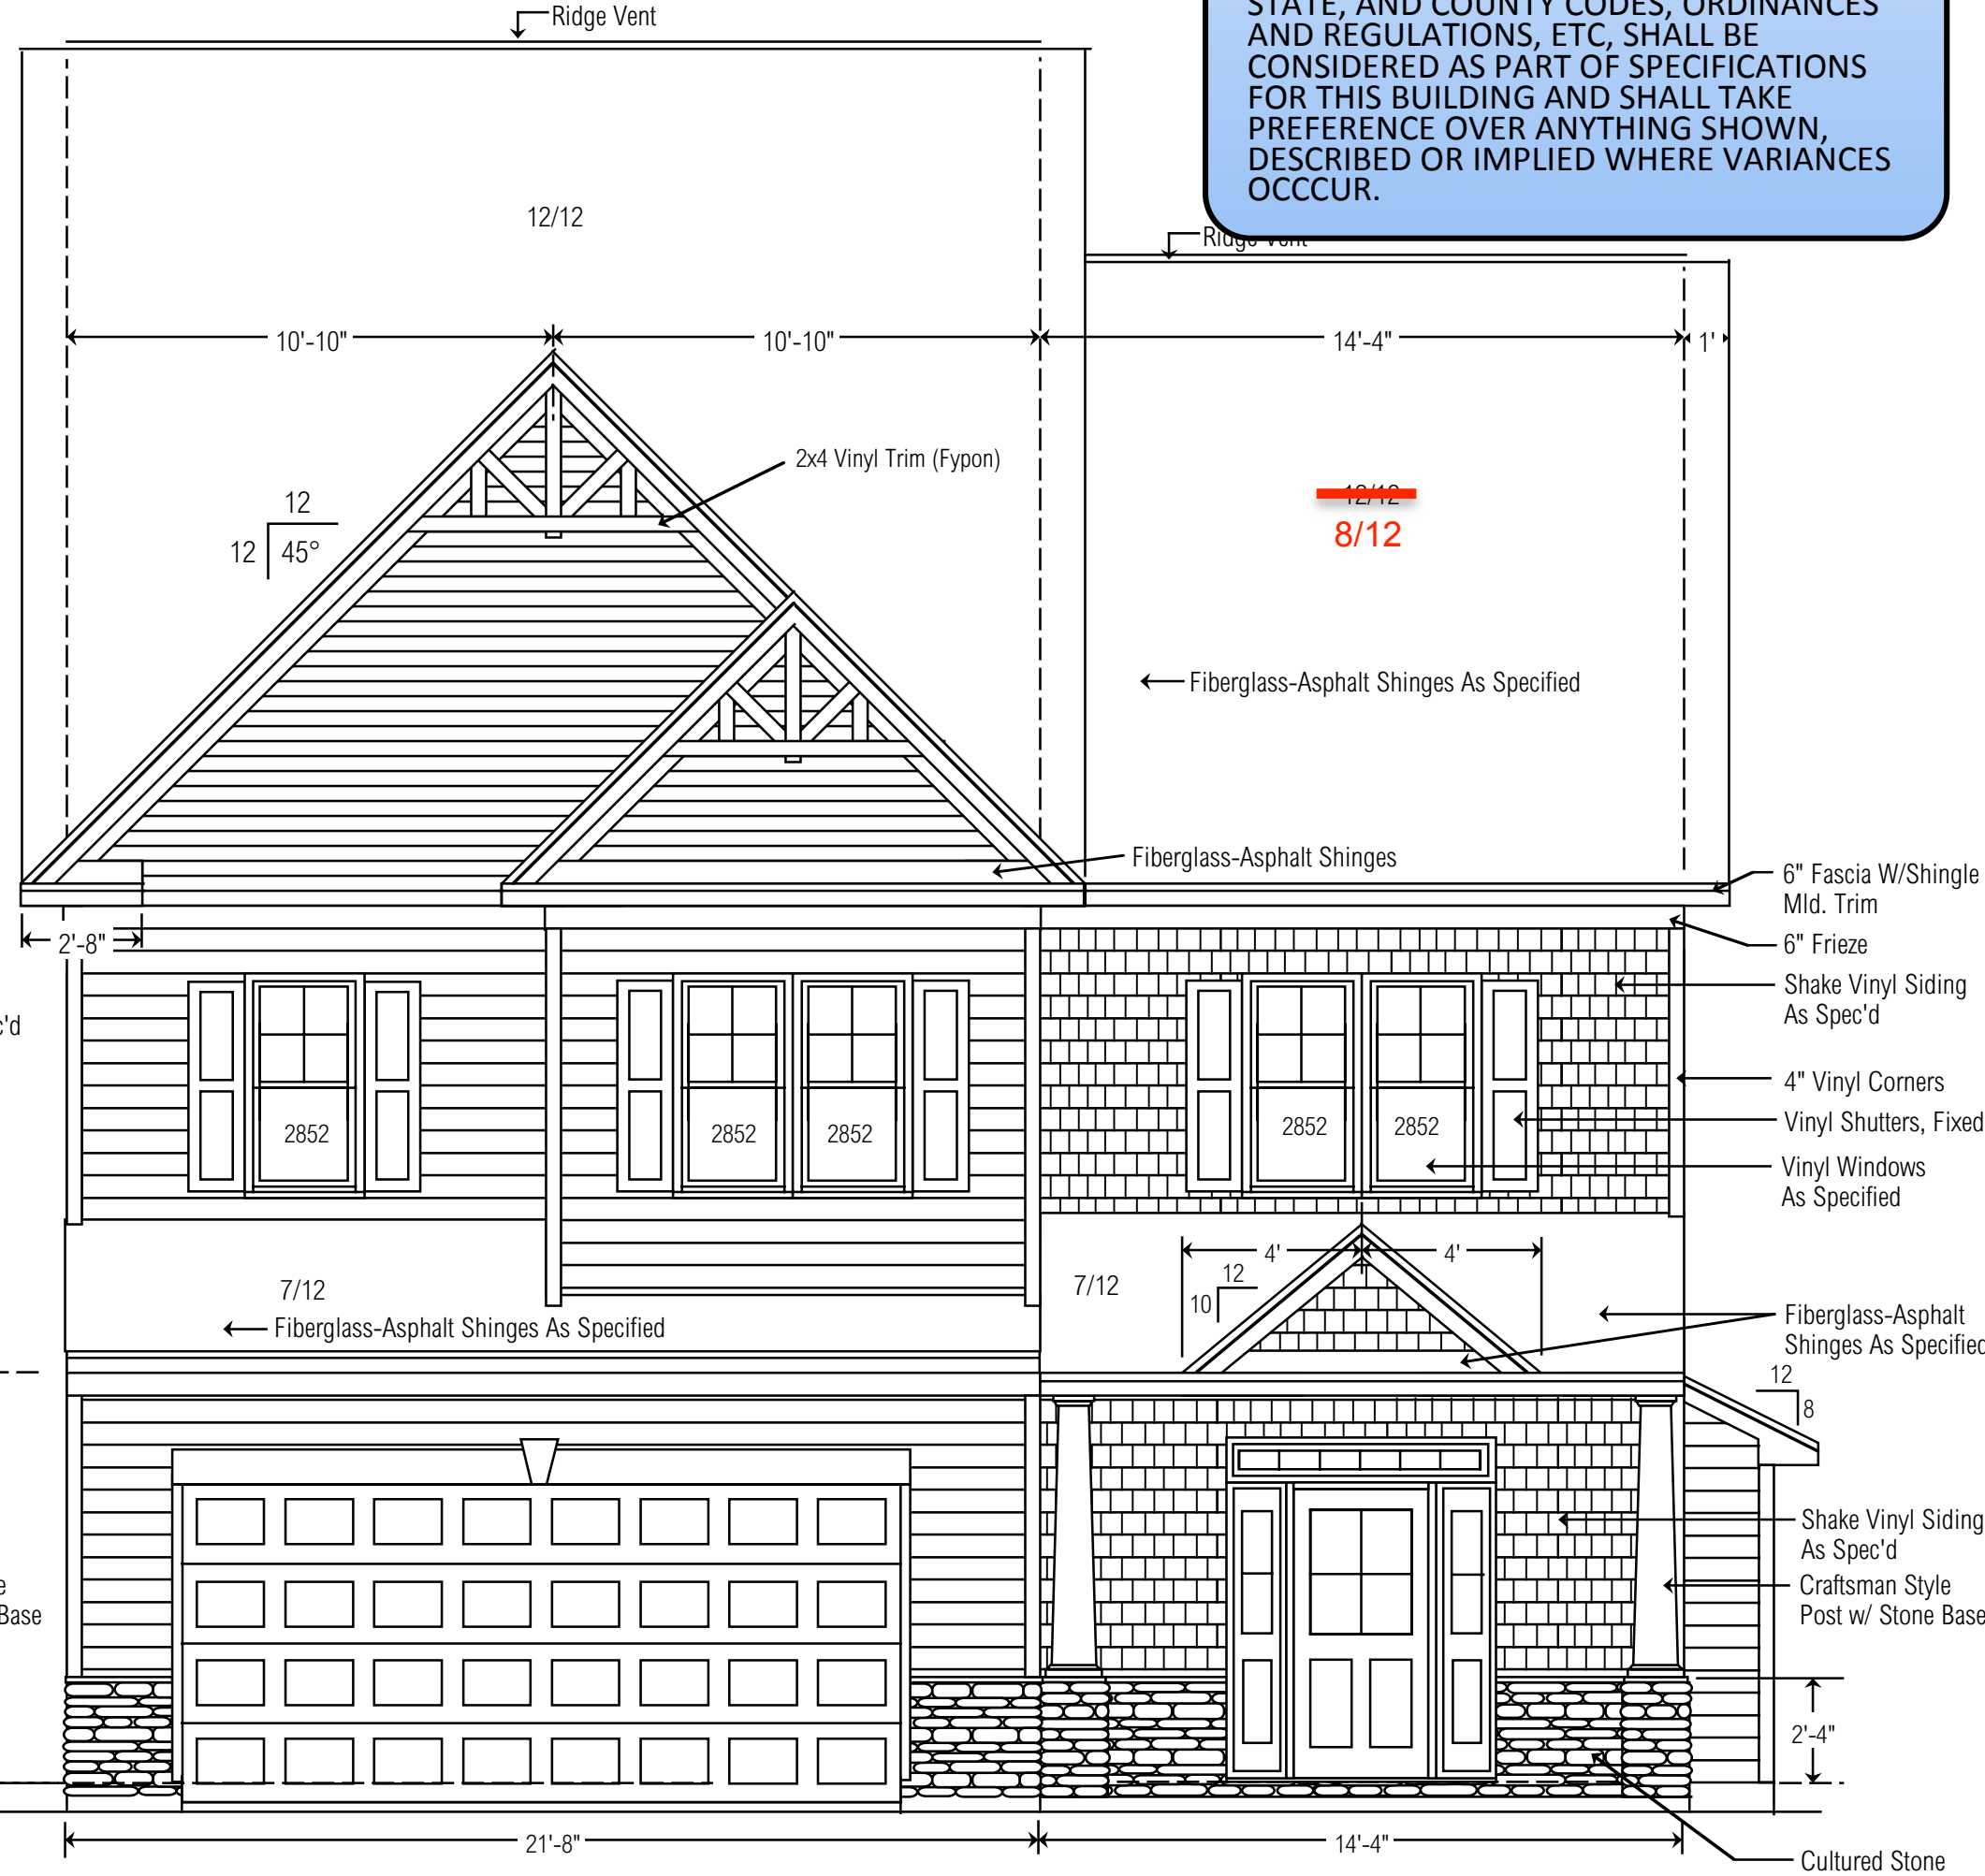 Ridge Vent
STATE, AND COUNTY CODES, ORDINANCES
AND REGULATIONS, ETC, SHALL BE
CONSIDERED AS PART OF SPECIFICATIONS
FOR THIS BUILDING AND SHALL TAKE
PREFERENCE OVER ANYTHING SHOWN,
DESCRIBED OR IMPLIED WHERE VARIANCES
OCCCUR.
12/12
Ridge Vent
10'-10"
10'-10"
14'-4"
1'
2x4 Vinyl Trim (Fypon)
12
12
45°
12/12
8/12
Fiberglass-Asphalt Shinges As Specified
Fiberglass-Asphalt Shinges
6" Fascia W/Shingle
Mld. Trim
2'-8"
6" Frieze
Shake Vinyl Siding
As Spec'd
c'd
4" Vinyl Corners
2852
2852
2852
2852
2852
Vinyl Shutters, Fixed
Vinyl Windows
As Specified
4'
4'
12
10
7/12
7/12
Fiberglass-Asphalt Shinges As Specified
Fiberglass-Asphalt
Shinges As Specified
12
8
Shake Vinyl Siding
As Spec'd
Craftsman Style
Post w/ Stone Base
e
Base
2'-4"
21'-8"
14'-4"
Cultured Stone